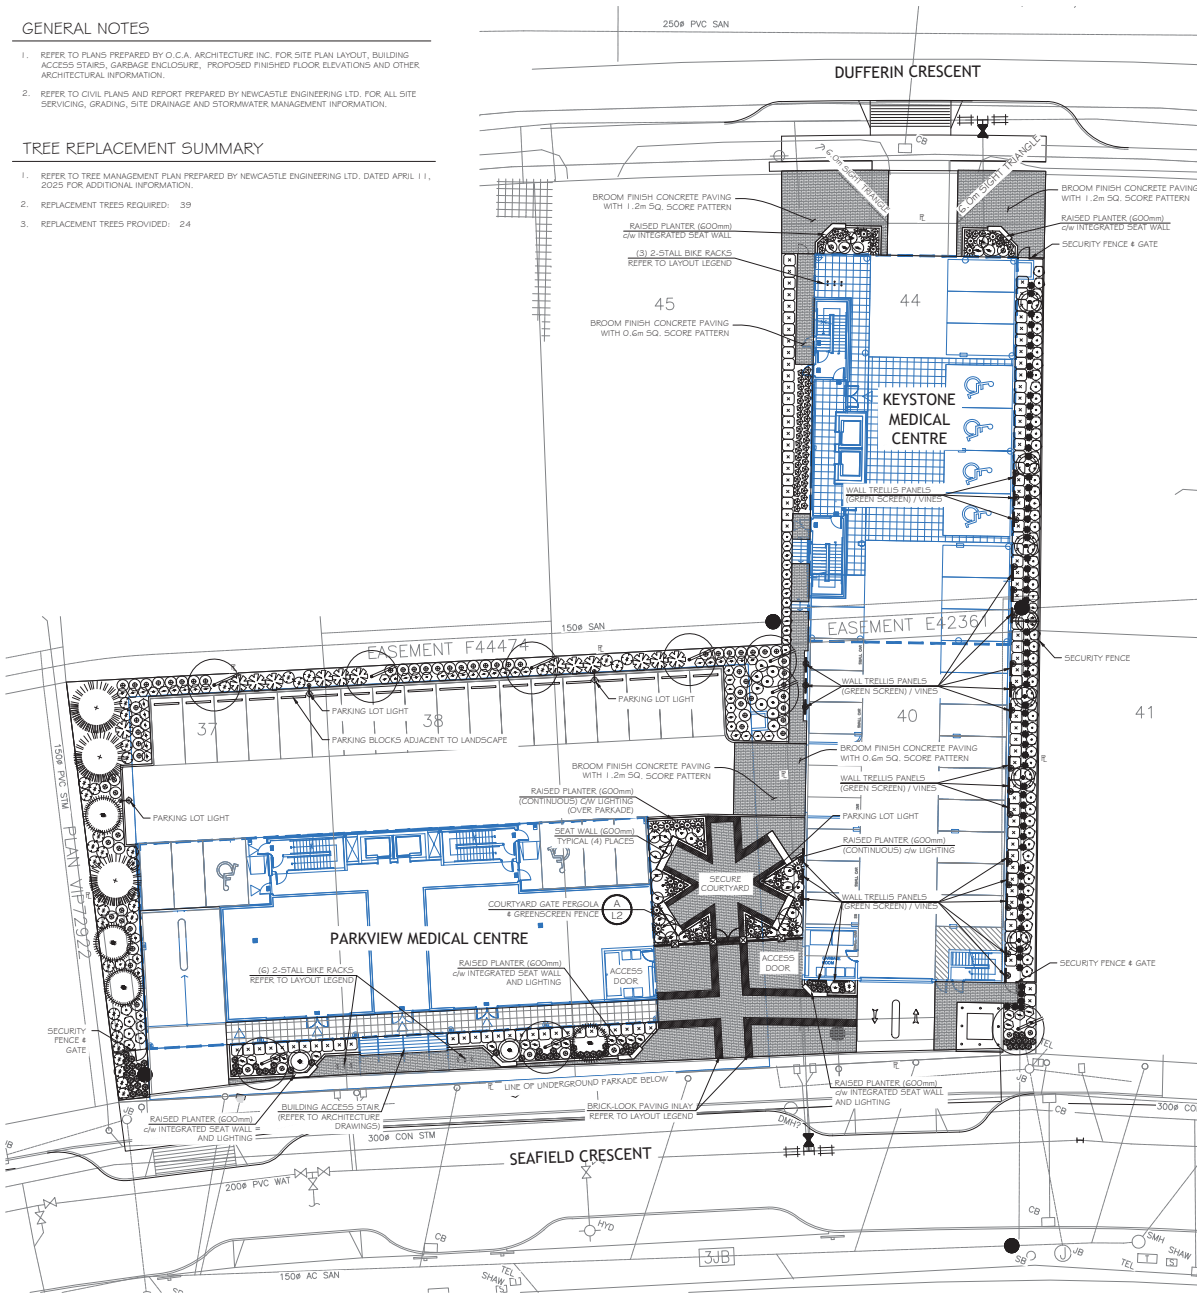 GENERAL NOTES
1. REFER TO PLANS PREPARED BY O.C.A. ARCHITECTURE INC. FOR SITE PLAN LAYOUT, BUILDING
ACCESS STAIRS, GARBAGE ENCLOSURE, PROPOSED FINISHED FLOOR ELEVATIONS AND OTHER
ARCHITECTURAL INFORMATION.
2. REFER TO CIVIL PLANS AND REPORT PREPARED BY NEWCASTLE ENGINEERING LTD. FOR ALL SITE
SERVICING, GRADING, SITE DRAINAGE AND STORMWATER MANAGEMENT INFORMATION.
TREE REPLACEMENT SUMMARY
1. REFER TO TREE MANAGEMENT PLAN PREPARED BY NEWCASTLE ENGINEERING LTD. DATED APRIL 11,
2025 FOR ADDITIONAL INFORMATION.
2. REPLACEMENT TREES REQUIRED: 39
3. REPLACEMENT TREES PROVIDED: 24
250ø PVC SAN
DUFFERIN CRESCENT
CB
6.0m SIGHT TRIANGLE
6.0m SIGHT TRIANGLE
BROOM FINISH CONCRETE PAVING
WITH 1.2m SQ. SCORE PATTERN
BROOM FINISH CONCRETE PAVING
WITH 1.2m SQ. SCORE PATTERN
RAISED PLANTER (600mm)
c/w INTEGRATED SEAT WALL
RAISED PLANTER (600mm)
c/w INTEGRATED SEAT WALL
SECURITY FENCE & GATE
(3) 2-STALL BIKE RACKS
REFER TO LAYOUT LEGEND
45
44
BROOM FINISH CONCRETE PAVING
WITH 0.6m SQ. SCORE PATTERN
KEYSTONE
MEDICAL
CENTRE
WALL TRELLIS PANELS
(GREEN SCREEN) / VINES
EASEMENT F44474
150ø SAN
EASEMENT E42361
SECURITY FENCE
WALL TRELLIS PANELS
(GREEN SCREEN) / VINES
PARKING LOT LIGHT
PARKING LOT LIGHT
37
38
40
41
PARKING BLOCKS ADJACENT TO LANDSCAPE
BROOM FINISH CONCRETE PAVING
WITH 0.6m SQ. SCORE PATTERN
BROOM FINISH CONCRETE PAVING
WITH 1.2m SQ. SCORE PATTERN
WALL TRELLIS PANELS
(GREEN SCREEN) / VINES
150ø PVC STM
PLAN VIP77922
PARKING LOT LIGHT
RAISED PLANTER (600mm)
(CONTINUOUS) C/W LIGHTING
(OVER PARKADE)
PARKING LOT LIGHT
SEAT WALL (600mm)
TYPICAL (4) PLACES
RAISED PLANTER (600mm)
(CONTINUOUS) c/w LIGHTING
SECURE
COURTYARD
COURTYARD GATE PERGOLA
& GREENSCREEN FENCE
A
L2
WALL TRELLIS PANELS
(GREEN SCREEN) / VINES
PARKVIEW MEDICAL CENTRE
RAISED PLANTER (600mm)
c/w INTEGRATED SEAT WALL
AND LIGHTING
(6) 2-STALL BIKE RACKS
REFER TO LAYOUT LEGEND
ACCESS
DOOR
ACCESS
DOOR
SECURITY FENCE & GATE
SECURITY
FENCE &
GATE
TEL
LINE OF UNDERGROUND PARKADE BELOW
JB
JB
CB
RAISED PLANTER (600mm)
c/w INTEGRATED SEAT WALL
AND LIGHTING
BUILDING ACCESS STAIR
(REFER TO ARCHITECTURE
DRAWINGS)
BRICK-LOOK PAVING INLAY
REFER TO LAYOUT LEGEND
RAISED PLANTER (600mm)
c/w INTEGRATED SEAT WALL
AND LIGHTING
DMH?
300ø CO
300ø CON STM
SEAFIELD CRESCENT
200ø PVC WAT
HYD
CB
CB
3JB
SB
JB
SMH
SHAW
TEL
T
S
J
150ø AC SAN
TEL
SHAW
S